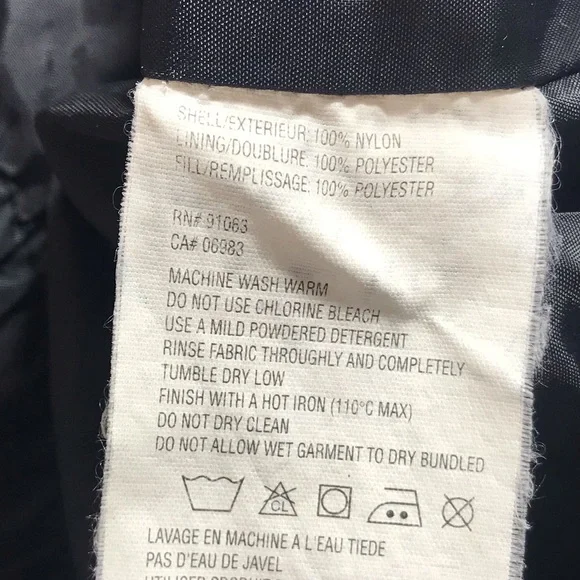 SHELL/EXTERIEUR: 100% NYLON
LINING/DOUBLURE: 100% POLYESTER
FILL/REMPLISSAGE: 100% POLYESTER
RN# 91063
CA# 06983
MACHINE WASH WARM
DO NOT USE CHLORINE BLEACH
USE A MILD POWDERED DETERGENT
RINSE FABRIC THROUGHLY AND COMPLETELY
TUMBLE DRY LOW
FINISH WITH A HOT IRON (110°C MAX)
DO NOT DRY CLEAN
DO NOT ALLOW WET GARMENT TO DRY BUNDLED
CL
LAVAGE EN MACHINE A L'EAU TIEDE
PAS D'EAU DE JAVEL